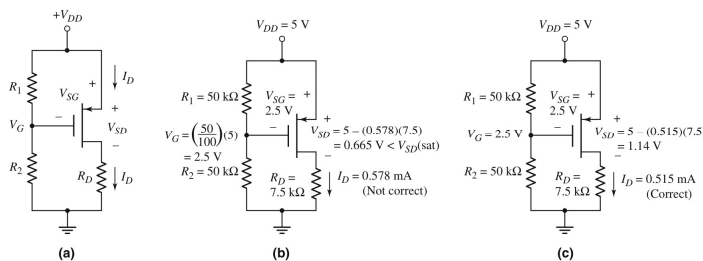 +V_DD
R_1
V_SG
+
I_D
+
V_G
−
V_SD
−
R_2
R_D
I_D
(a)
V_DD = 5 V
R_1 = 50 kΩ
V_SG =
2.5 V
+
+
V_G = (50/100)(5)
= 2.5 V
−
V_SD = 5 − (0.578)(7.5)
= 0.665 V < V_SD(sat)
−
R_2 = 50 kΩ
R_D =
7.5 kΩ
I_D = 0.578 mA
(Not correct)
(b)
V_DD = 5 V
R_1 = 50 kΩ
V_SG =
2.5 V
+
+
V_G = 2.5 V
−
V_SD = 5 − (0.515)(7.5
= 1.14 V
−
R_2 = 50 kΩ
R_D =
7.5 kΩ
I_D = 0.515 mA
(Correct)
(c)